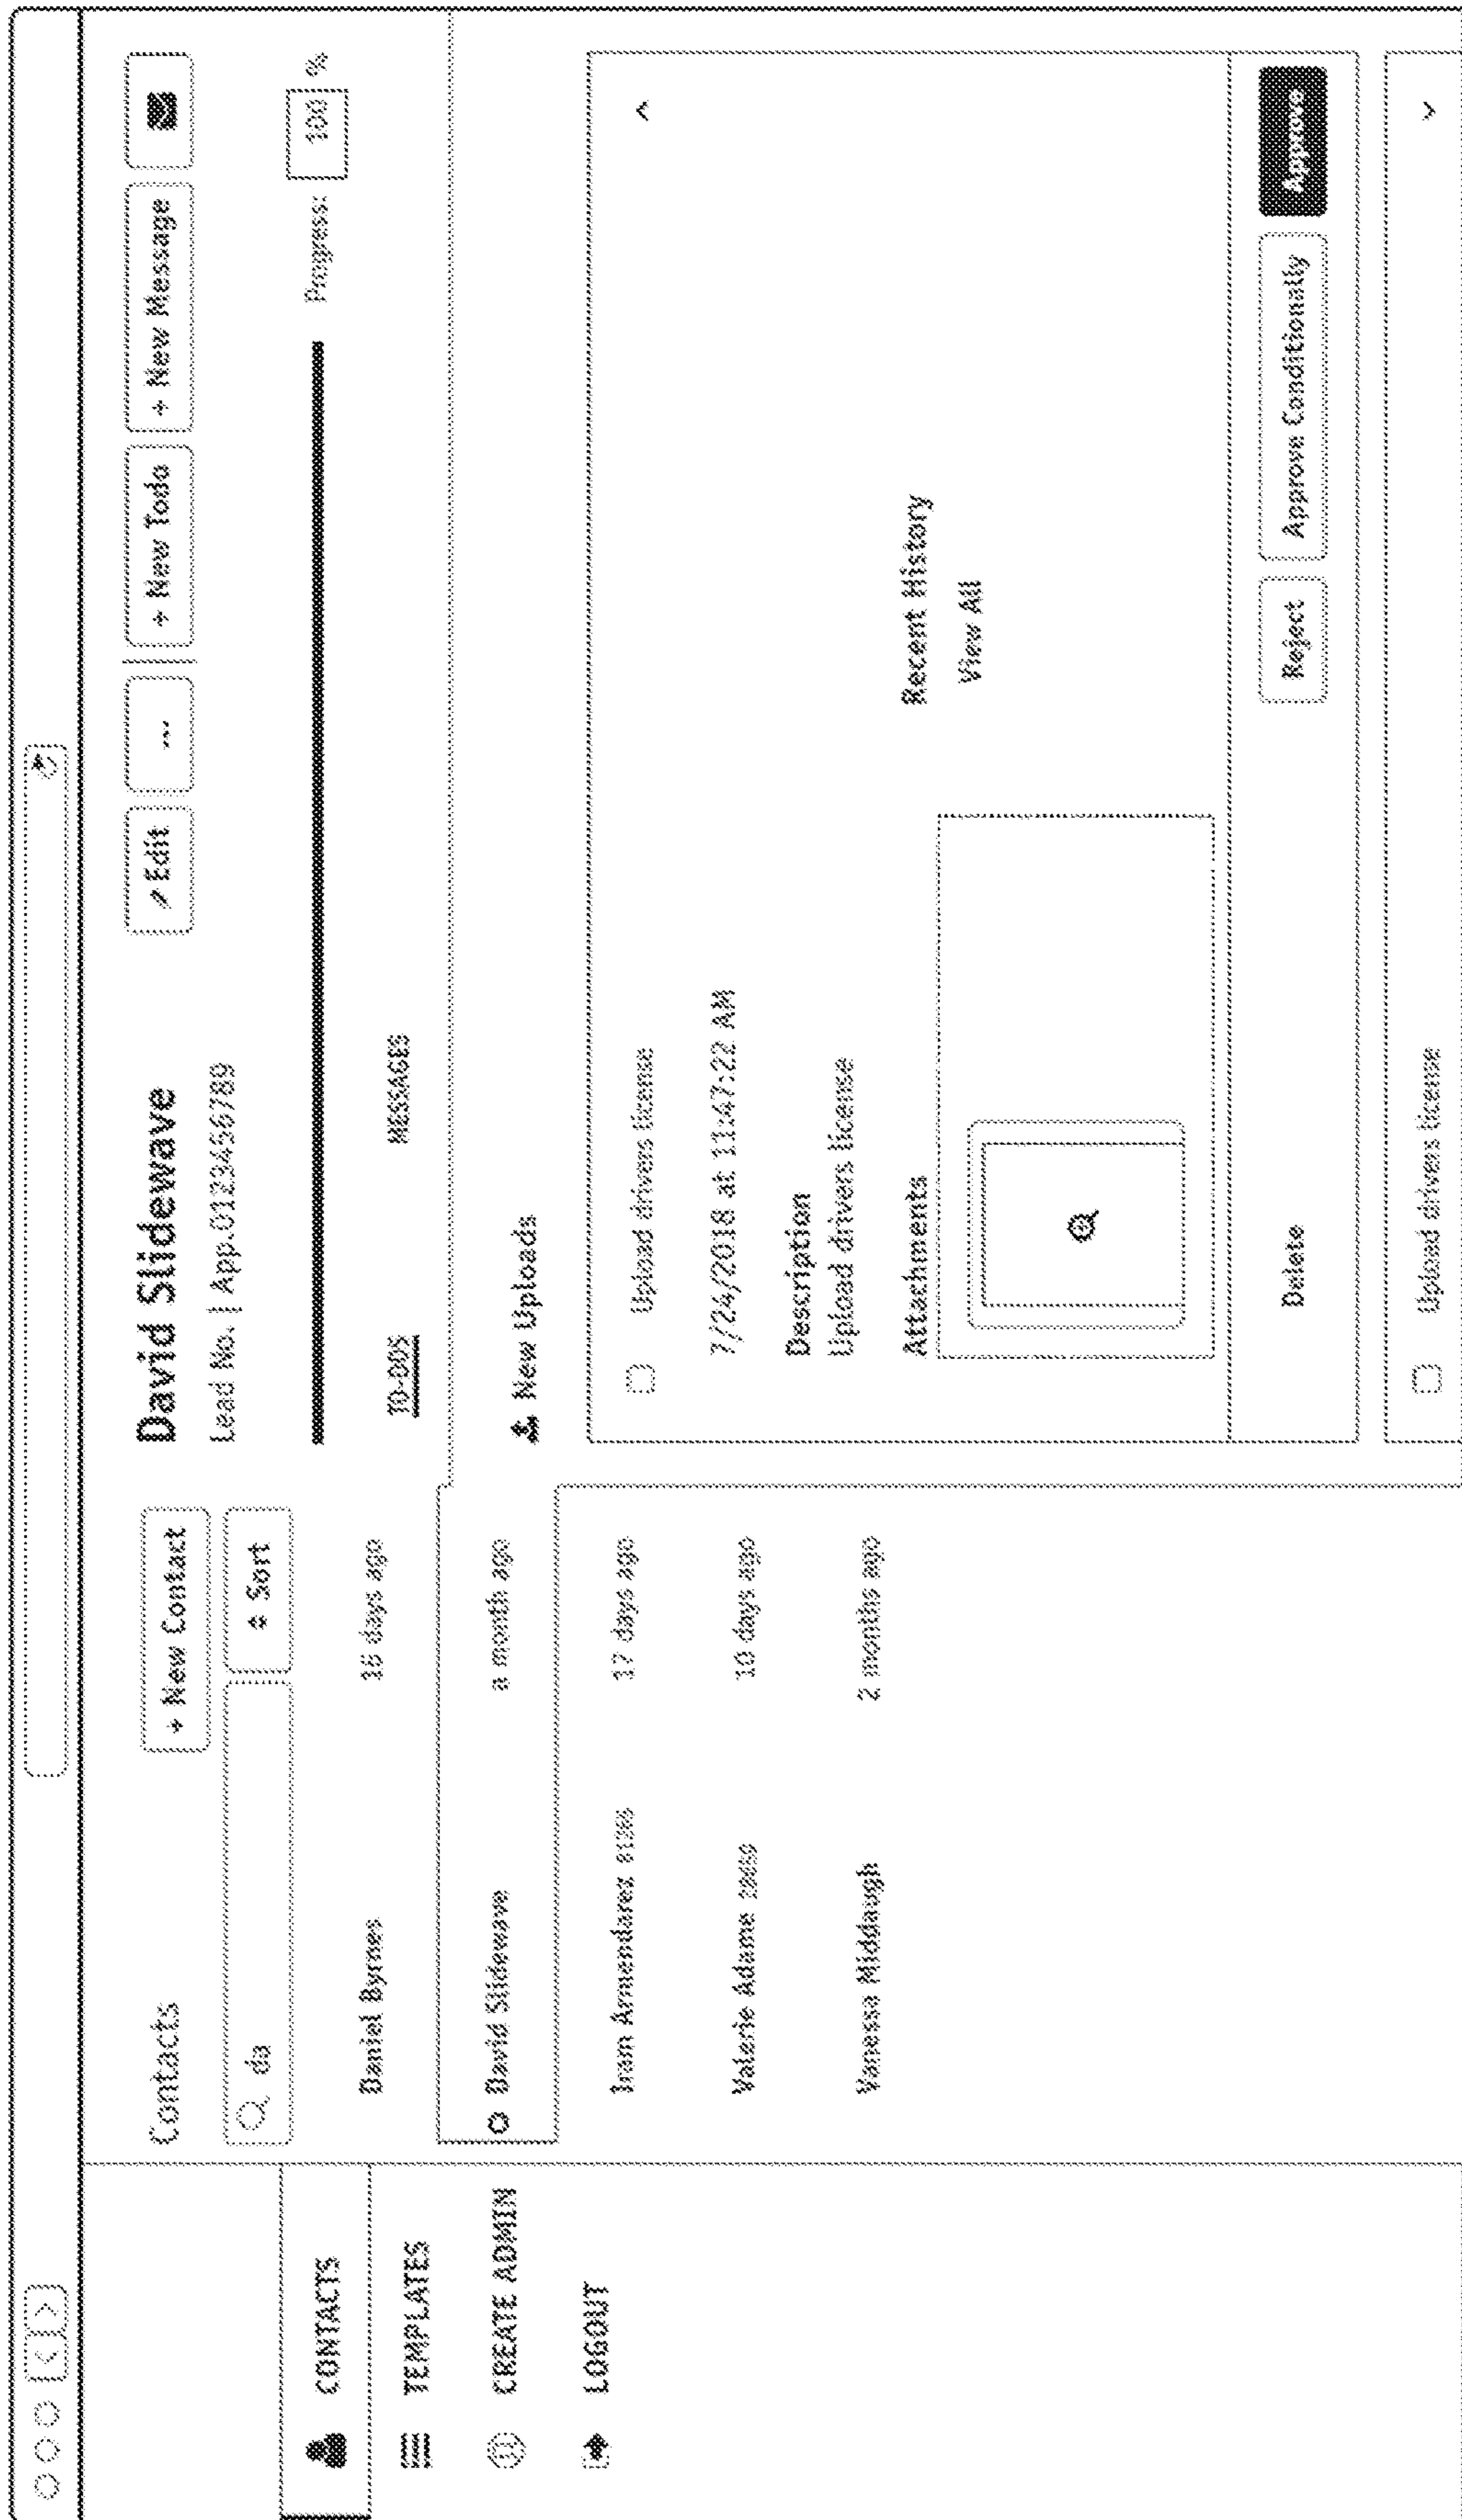 CONTACTS
TEMPLATES
CREATE ADMIN
LOGOUT
Contacts
+ New Contact
da
Sort
Daniel Byrnes 16 days ago
David Slidewave a month ago
Iram Armendarez 81366 17 days ago
Valerie Adame 10 days ago
Vanessa Middaugh 2 months ago
David Slidewave
Edit
...
+ New Todo
+ New Message
Lead No. | App.0123456789
Progress: 100 %
TO-DOS
MESSAGES
New Uploads
Upload drivers license
7/24/2018 at 11:47:22 AM
Description
Upload drivers license
Attachments
Recent History
View All
Delete
Reject
Approve Conditionally
Approve
Upload drivers license